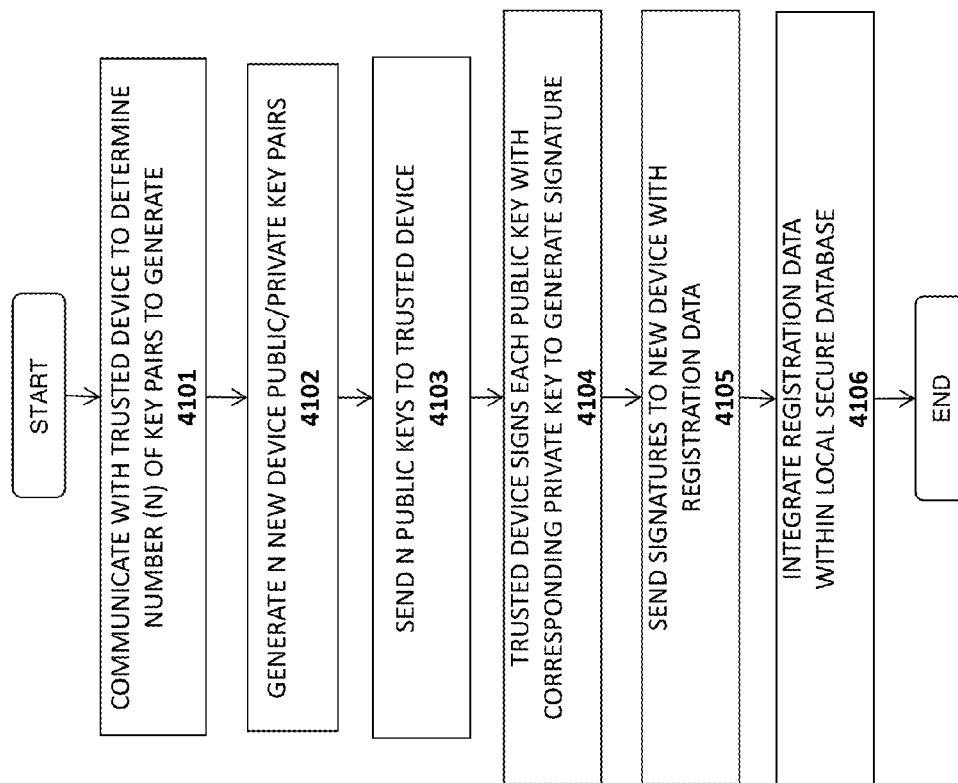 START
COMMUNICATE WITH TRUSTED DEVICE TO DETERMINE
NUMBER (N) OF KEY PAIRS TO GENERATE
4101
GENERATE N NEW DEVICE PUBLIC/PRIVATE KEY PAIRS
4102
SEND N PUBLIC KEYS TO TRUSTED DEVICE
4103
TRUSTED DEVICE SIGNS EACH PUBLIC KEY WITH
CORRESPONDING PRIVATE KEY TO GENERATE SIGNATURE
4104
SEND SIGNATURES TO NEW DEVICE WITH
REGISTRATION DATA
4105
INTEGRATE REGISTRATION DATA
WITHIN LOCAL SECURE DATABASE
4106
END